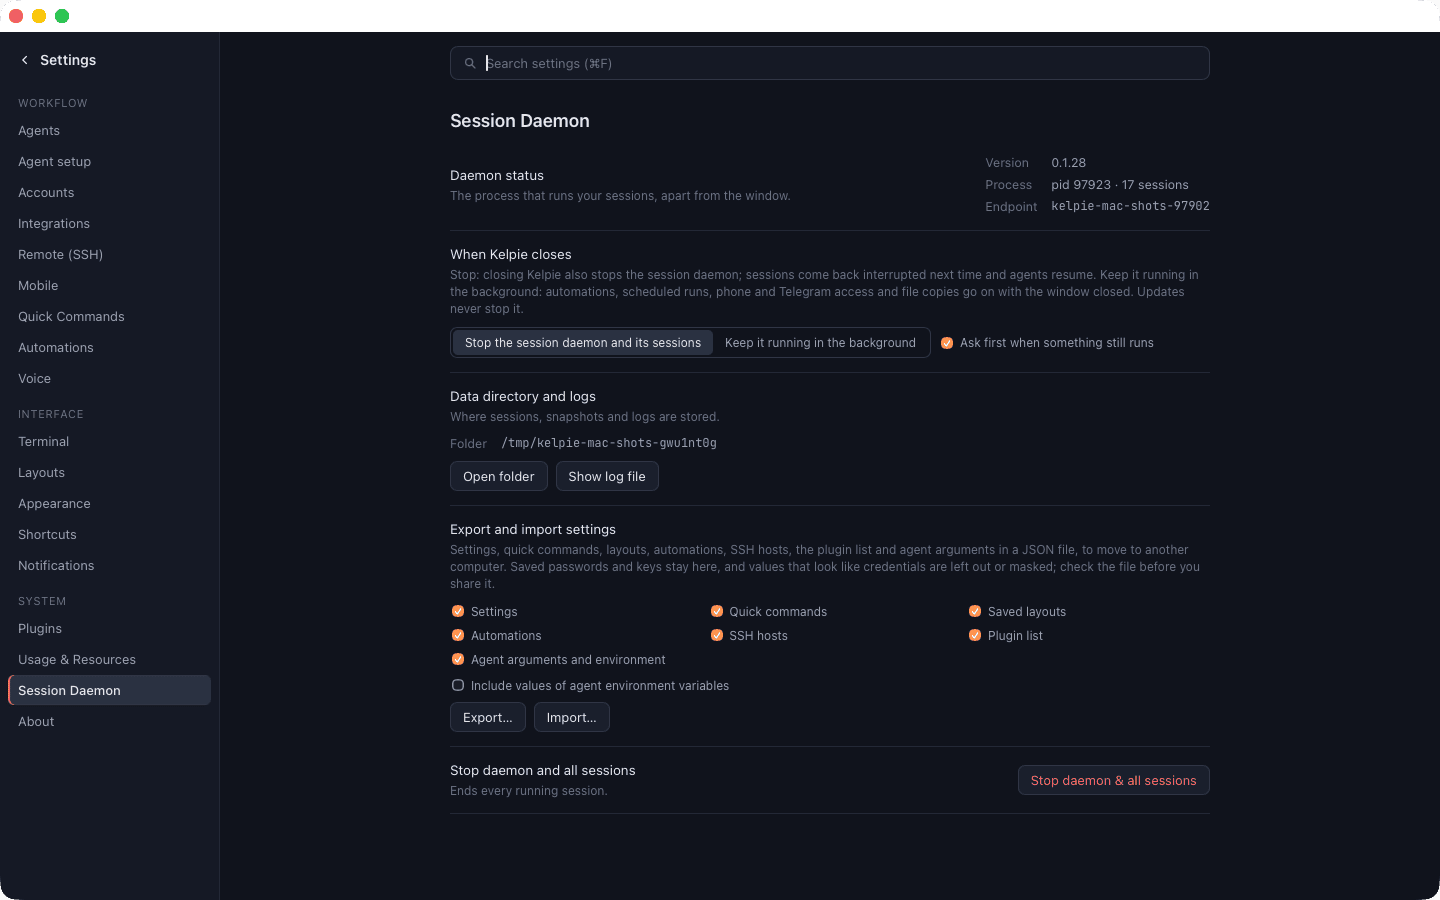 Settings
WORKFLOW
Agents
Agent setup
Accounts
Integrations
Remote (SSH)
Mobile
Quick Commands
Automations
Voice
INTERFACE
Terminal
Layouts
Appearance
Shortcuts
Notifications
SYSTEM
Plugins
Usage & Resources
Session Daemon
About
Search settings (⌘F)
Session Daemon
Daemon status
The process that runs your sessions, apart from the window.
Version 0.1.28
Process pid 97923 · 17 sessions
Endpoint kelpie-mac-shots-97902
When Kelpie closes
Stop: closing Kelpie also stops the session daemon; sessions come back interrupted next time and agents resume. Keep it running in
the background: automations, scheduled runs, phone and Telegram access and file copies go on with the window closed. Updates
never stop it.
Stop the session daemon and its sessions Keep it running in the background Ask first when something still runs
Data directory and logs
Where sessions, snapshots and logs are stored.
Folder /tmp/kelpie-mac-shots-gwu1nt0g
Open folder Show log file
Export and import settings
Settings, quick commands, layouts, automations, SSH hosts, the plugin list and agent arguments in a JSON file, to move to another
computer. Saved passwords and keys stay here, and values that look like credentials are left out or masked; check the file before you
share it.
Settings Quick commands Saved layouts
Automations SSH hosts Plugin list
Agent arguments and environment
Include values of agent environment variables
Export... Import...
Stop daemon and all sessions
Ends every running session.
Stop daemon & all sessions